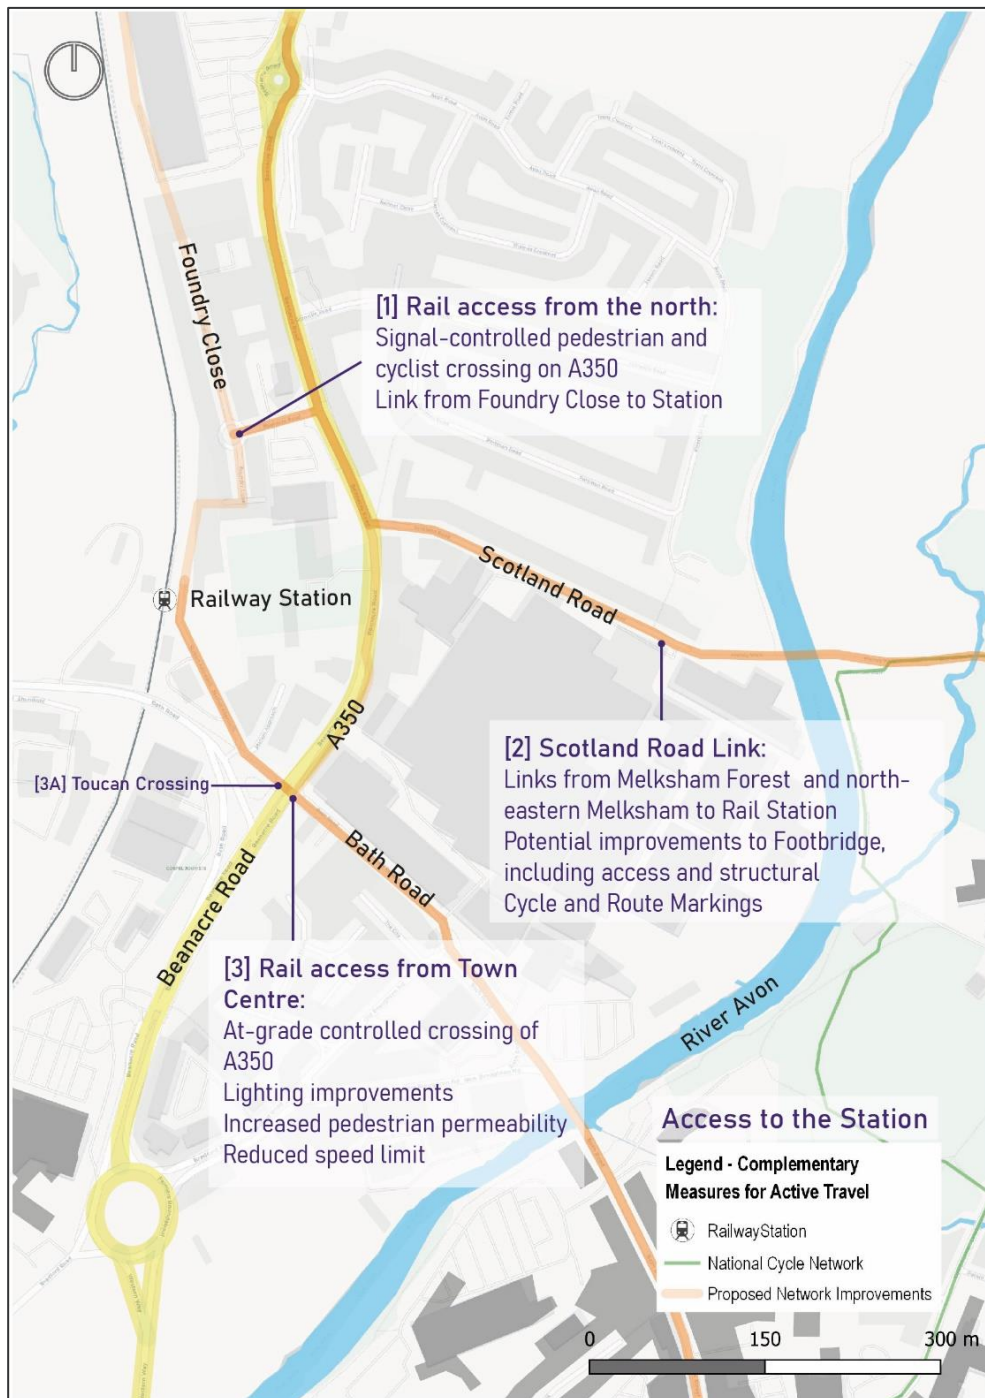 Foundry Close
[1] Rail access from the north:
Signal-controlled pedestrian and
cyclist crossing on A350
Link from Foundry Close to Station
Scotland Road
Railway Station
A350
[2] Scotland Road Link:
Links from Melksham Forest and north-
eastern Melksham to Rail Station
Potential improvements to Footbridge,
including access and structural
Cycle and Route Markings
[3A] Toucan Crossing
Bath Road
Beanacre Road
[3] Rail access from Town
Centre:
At-grade controlled crossing of
A350
Lighting improvements
Increased pedestrian permeability
Reduced speed limit
River Avon
Access to the Station
Legend - Complementary
Measures for Active Travel
RailwayStation
National Cycle Network
Proposed Network Improvements
0 150 300 m